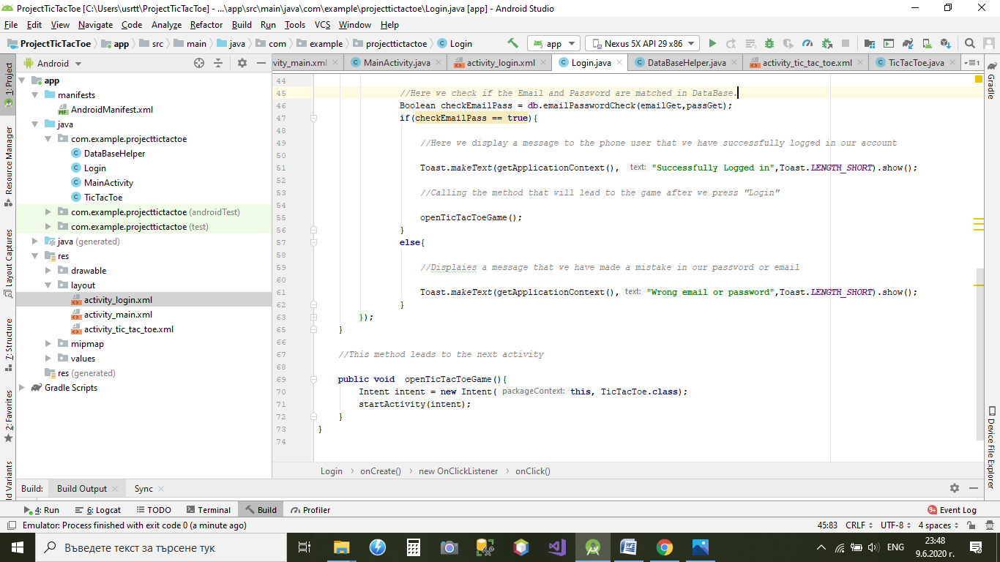 ProjectTicTacToe [C:\Users\usrtt\ProjectTicTacToe] - ...\app\src\main\java\com\example\projecttictactoe\Login.java [app] - Android Studio
File Edit View Navigate Code Analyze Refactor Build Run Tools VCS Window Help
ProjectTicTacToe app src main java com example projecttictactoe Login app Nexus 5X API 29 x86
Android
vity_main.xml MainActivity.java activity_login.xml Login.java DataBaseHelper.java activity_tic_tac_toe.xml TicTacToe.java 1
1: Project
Resource Manager
Layout Captures
7: Structure
2: Favorites
ld Variants
app
manifests
AndroidManifest.xml
java
com.example.projecttictactoe
DataBaseHelper
Login
MainActivity
TicTacToe
com.example.projecttictactoe (androidTest)
com.example.projecttictactoe (test)
java (generated)
res
drawable
layout
activity_login.xml
activity_main.xml
activity_tic_tac_toe.xml
mipmap
values
res (generated)
Gradle Scripts
44
45 //Here we check if the Email and Password are matched in DataBase.
46 Boolean checkEmailPass = db.emailPasswordCheck(emailGet,passGet);
47 if(checkEmailPass == true){
48
49 //Here we display a message to the phone user that we have successfully logged in our account
50
51 Toast.makeText(getApplicationContext(), text: "Successfully Logged in",Toast.LENGTH_SHORT).show();
52
53 //Calling the method that will lead to the game after we press "Login"
54
55 openTicTacToeGame();
56 }
57 else{
58
59 //Displaies a message that we have made a mistake in our password or email
60
61 Toast.makeText(getApplicationContext(), text: "Wrong email or password",Toast.LENGTH_SHORT).show();
62 }
63 });
65 }
66
67 //This method leads to the next activity
68
69 public void openTicTacToeGame(){
70 Intent intent = new Intent( packageContext: this, TicTacToe.class);
71 startActivity(intent);
72 }
73 }
74
Gradle
Device File Explorer
Login onCreate() new OnClickListener onClick()
Build: Build Output Sync
4: Run 6: Logcat TODO Terminal Build Profiler 9+ Event Log
Emulator: Process finished with exit code 0 (a minute ago) 45:83 CRLF UTF-8 4 spaces
Въведете текст за търсене тук ENG 23:48
9.6.2020 г.